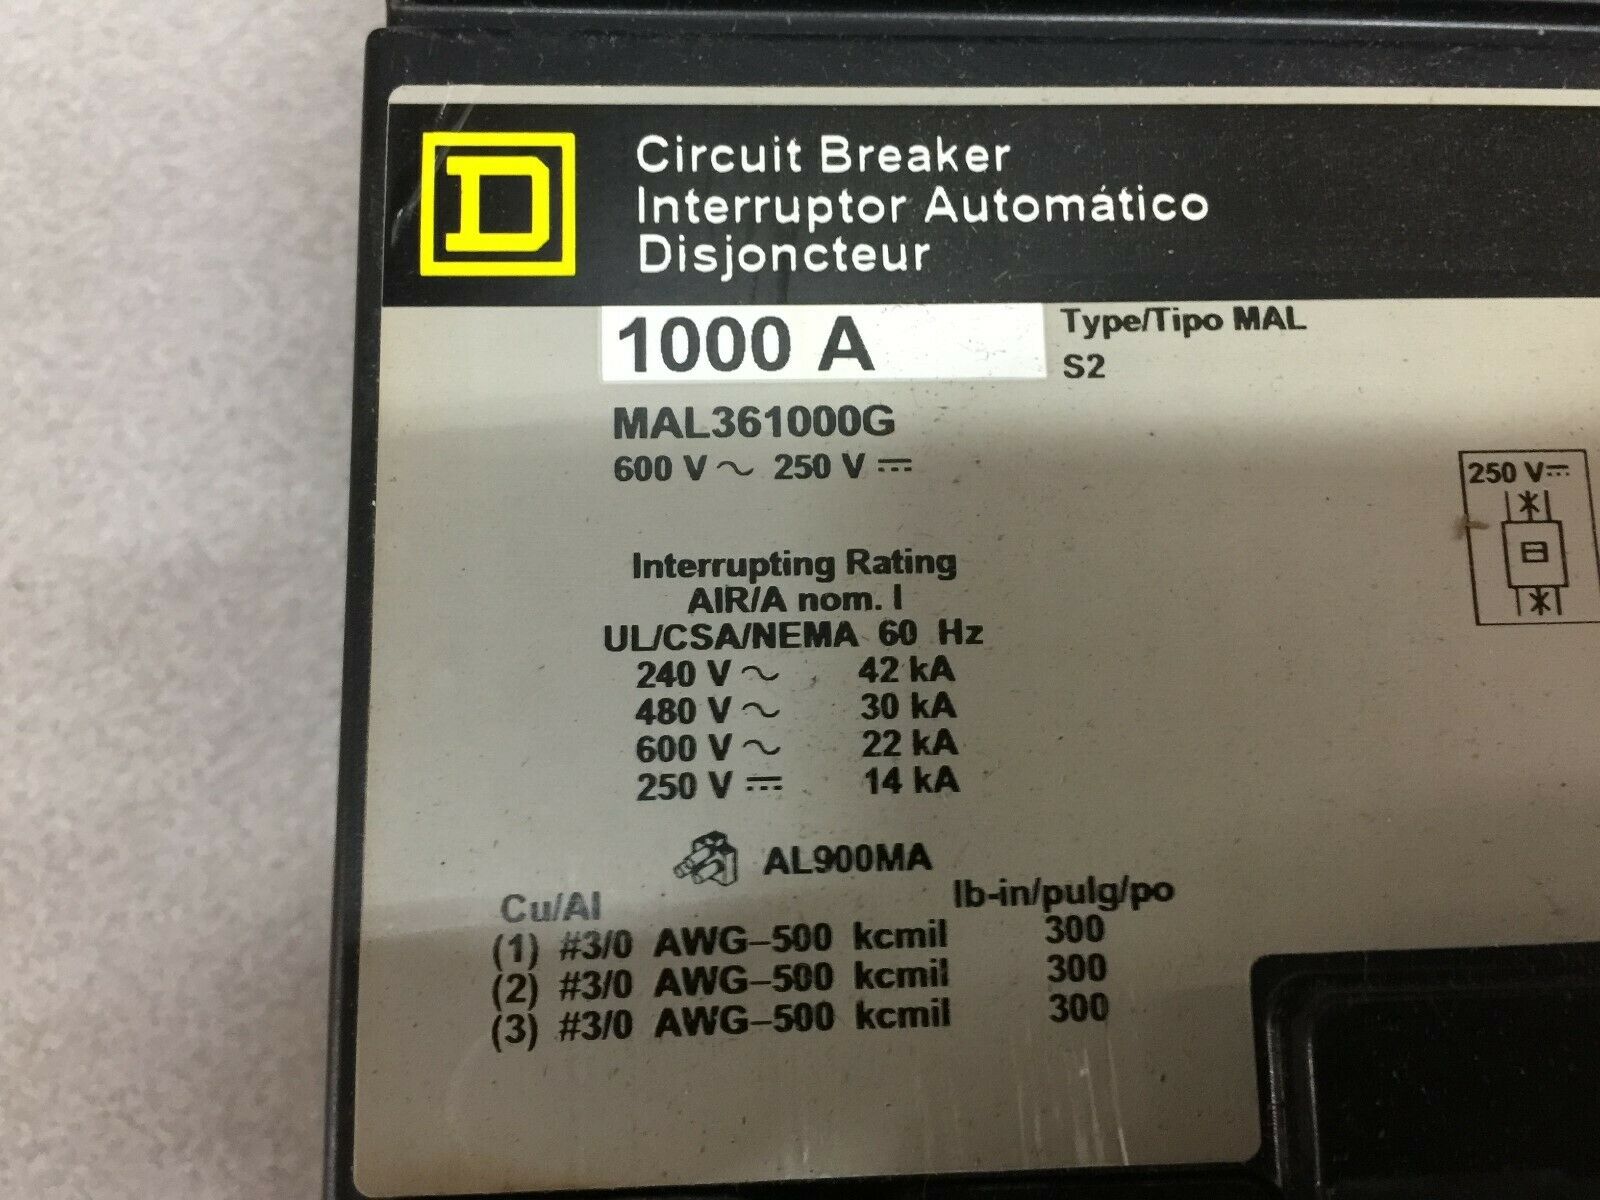 D
Circuit Breaker
Interruptor Automático
Disjoncteur
1000 A
Type/Tipo MAL
S2
MAL361000G
600 V ~ 250 V ⎓
250 V ⎓
Interrupting Rating
AIR/A nom. I
UL/CSA/NEMA 60 Hz
240 V ~ 42 kA
480 V ~ 30 kA
600 V ~ 22 kA
250 V ⎓ 14 kA
AL900MA
Cu/Al lb-in/pulg/po
(1) #3/0 AWG–500 kcmil 300
(2) #3/0 AWG–500 kcmil 300
(3) #3/0 AWG–500 kcmil 300